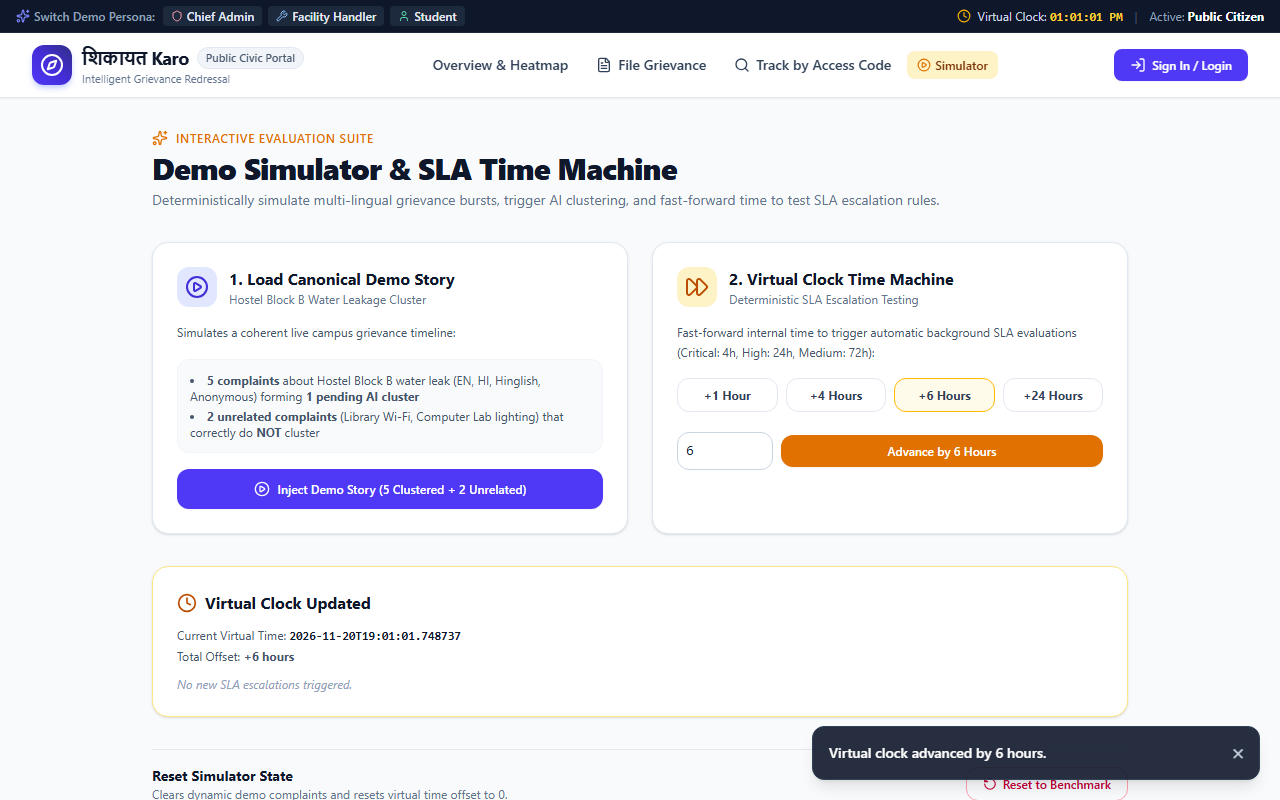 Switch Demo Persona: Chief Admin Facility Handler Student Virtual Clock: 01:01:01 PM | Active: Public Citizen
शिकायत Karo Public Civic Portal
Intelligent Grievance Redressal
Overview & Heatmap File Grievance Track by Access Code Simulator Sign In / Login
INTERACTIVE EVALUATION SUITE
Demo Simulator & SLA Time Machine
Deterministically simulate multi-lingual grievance bursts, trigger AI clustering, and fast-forward time to test SLA escalation rules.
1. Load Canonical Demo Story
Hostel Block B Water Leakage Cluster
Simulates a coherent live campus grievance timeline:
• 5 complaints about Hostel Block B water leak (EN, HI, Hinglish,
Anonymous) forming 1 pending AI cluster
• 2 unrelated complaints (Library Wi-Fi, Computer Lab lighting) that
correctly do NOT cluster
Inject Demo Story (5 Clustered + 2 Unrelated)
2. Virtual Clock Time Machine
Deterministic SLA Escalation Testing
Fast-forward internal time to trigger automatic background SLA evaluations
(Critical: 4h, High: 24h, Medium: 72h):
+1 Hour +4 Hours +6 Hours +24 Hours
6 Advance by 6 Hours
Virtual Clock Updated
Current Virtual Time: 2026-11-20T19:01:01.748737
Total Offset: +6 hours
No new SLA escalations triggered.
Virtual clock advanced by 6 hours.
Reset Simulator State
Clears dynamic demo complaints and resets virtual time offset to 0.
Reset to Benchmark